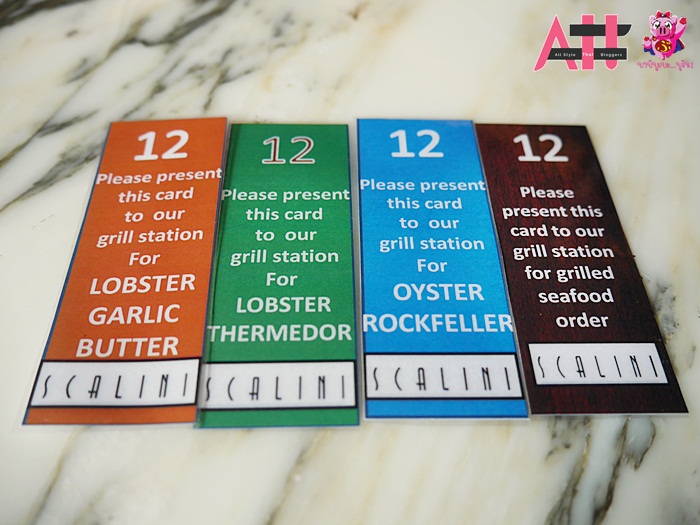 Att
All Style Thai Bloggers
12
Please present
this card
to our
grill station
For
LOBSTER
GARLIC
BUTTER
SCALINI
12
Please present
this card
to our
grill station
For
LOBSTER
THERMEDOR
SCALINI
12
Please present
this card
to our
grill station
For
OYSTER
ROCKFELLER
SCALINI
12
Please
present this
card to our
grill station
for grilled
seafood
order
SCALINI